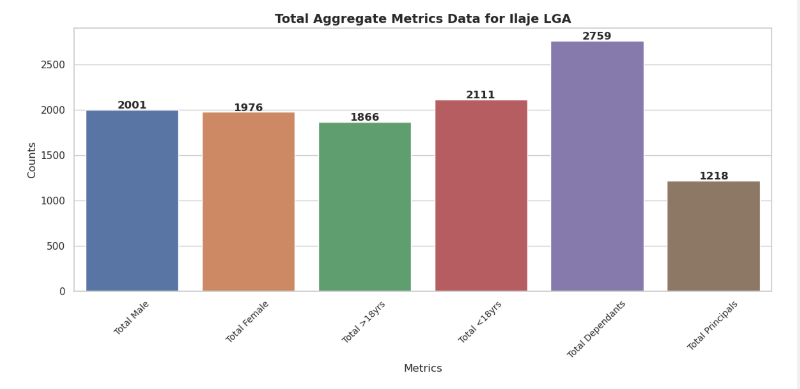 Total Aggregate Metrics Data for Ilaje LGA
2759
2500
2111
2001
1976
2000
1866
Counts
1500
1218
1000
500
0
Total Male
Total Female
Total >18yrs
Total <18yrs
Total Dependants
Total Principals
Metrics